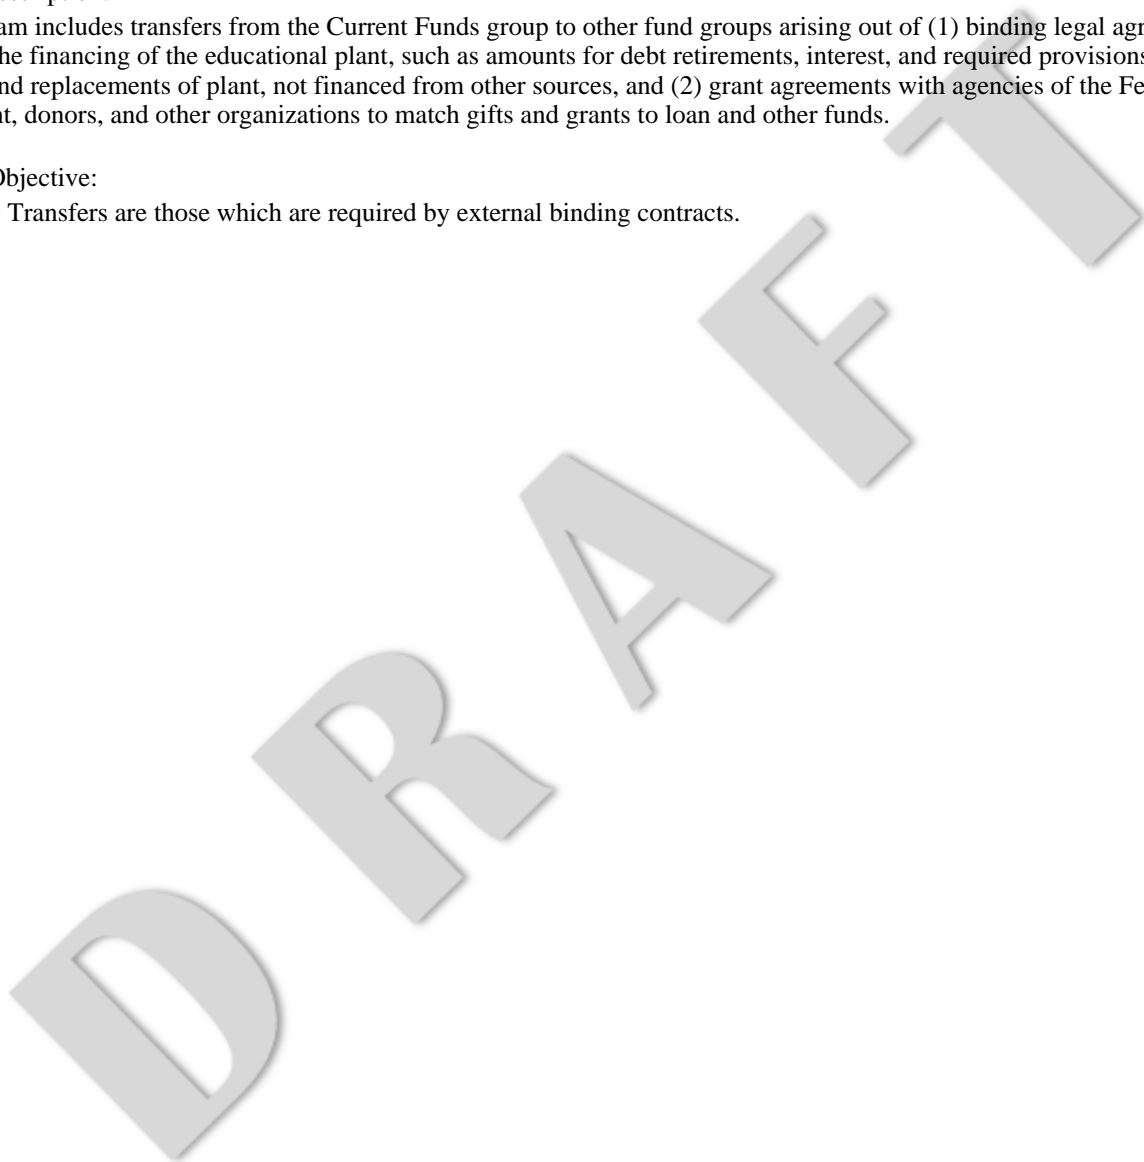 am includes transfers from the Current Funds group to other fund groups arising out of (1) binding legal agr
he financing of the educational plant, such as amounts for debt retirements, interest, and required provisions
nd replacements of plant, not financed from other sources, and (2) grant agreements with agencies of the Fe
nt, donors, and other organizations to match gifts and grants to loan and other funds.
Objective:
Transfers are those which are required by external binding contracts.
DRAFT